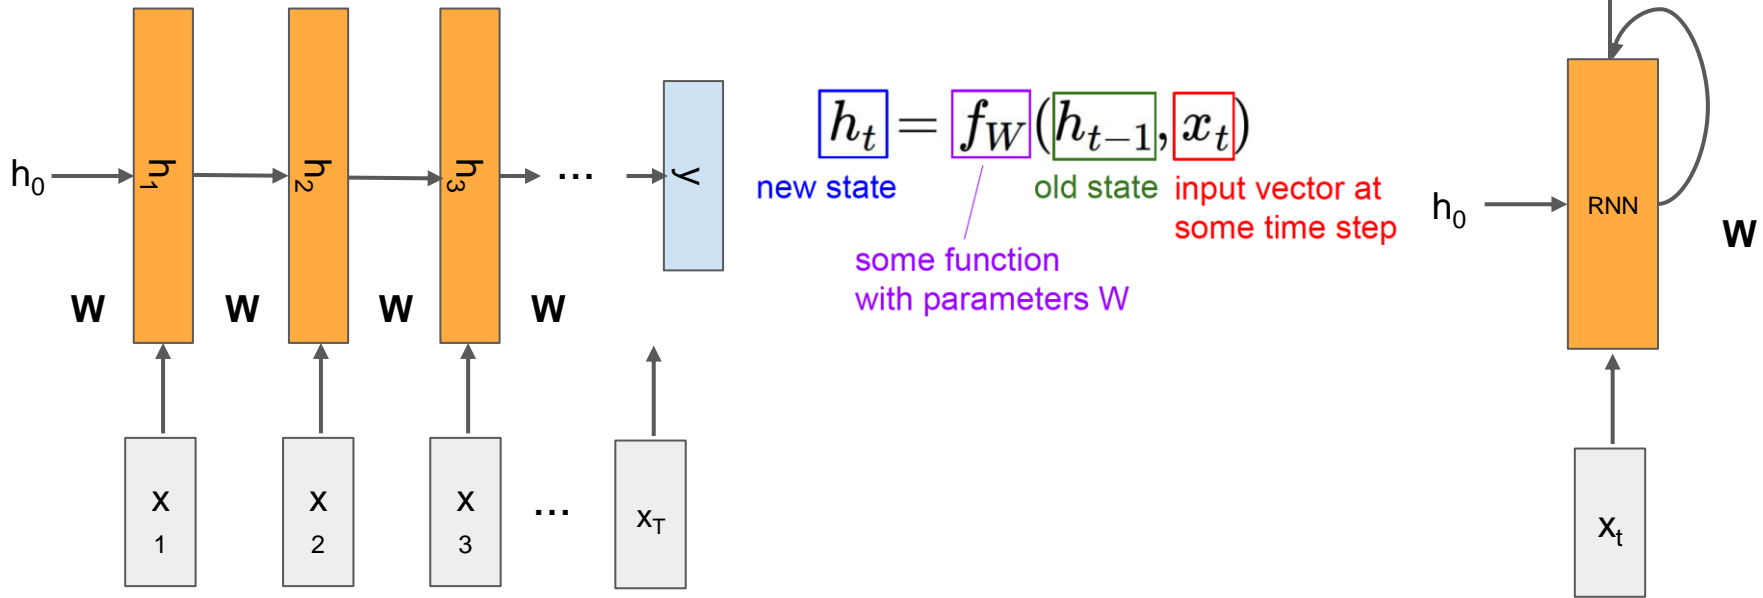 h0
h1
h2
h3
...
y
W
W
W
W
x
1
x
2
x
3
...
xT
ht = fW(ht−1, xt)
new state
old state
input vector at
some time step
some function
with parameters W
h0
RNN
W
xt